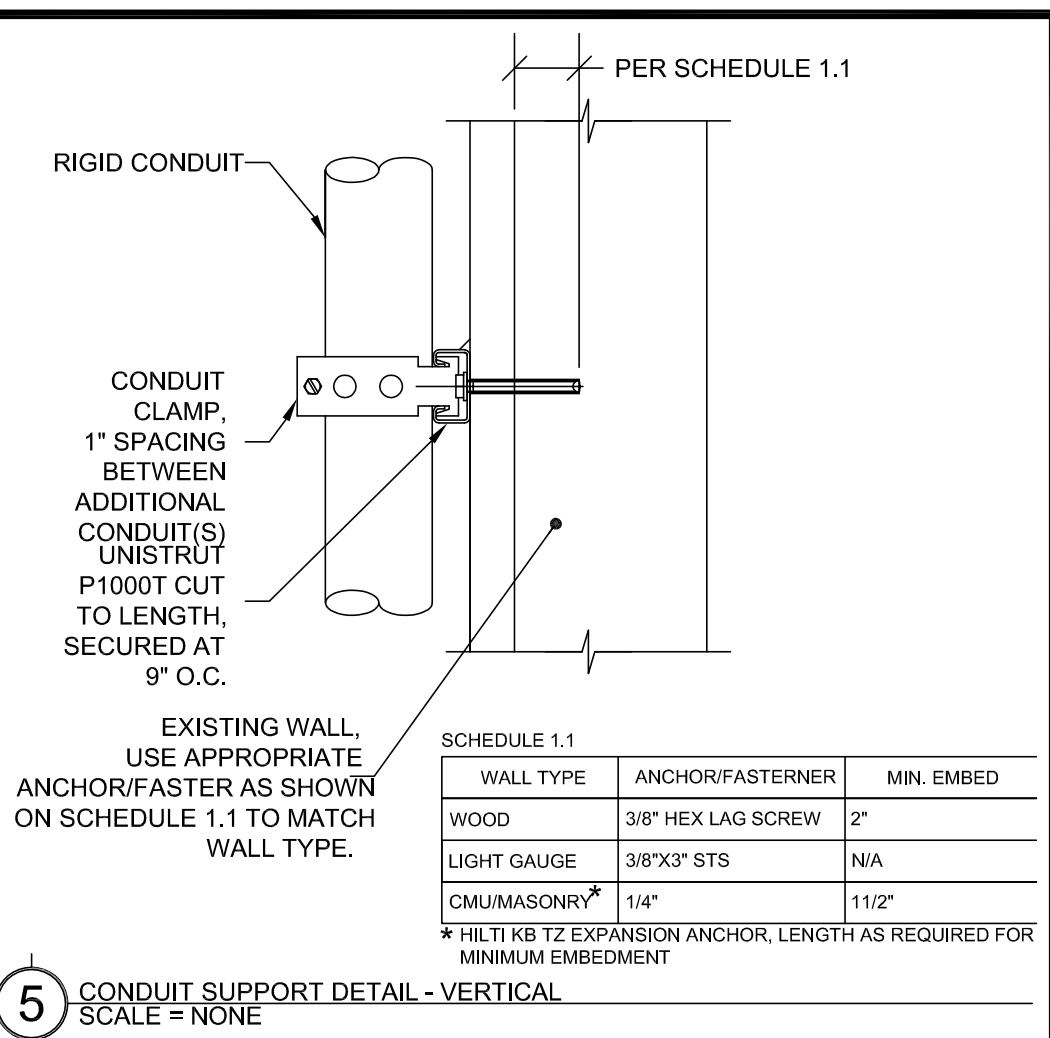 PER SCHEDULE 1.1
RIGID CONDUIT
CONDUIT
CLAMP,
1" SPACING
BETWEEN
ADDITIONAL
CONDUIT(S)
UNISTRUT
P1000T CUT
TO LENGTH,
SECURED AT
9" O.C.
EXISTING WALL,
USE APPROPRIATE
ANCHOR/FASTER AS SHOWN
ON SCHEDULE 1.1 TO MATCH
WALL TYPE.
SCHEDULE 1.1
WALL TYPE ANCHOR/FASTERNER MIN. EMBED
WOOD 3/8" HEX LAG SCREW 2"
LIGHT GAUGE 3/8"X3" STS N/A
CMU/MASONRY* 1/4" 11/2"
* HILTI KB TZ EXPANSION ANCHOR, LENGTH AS REQUIRED FOR
MINIMUM EMBEDMENT
5 CONDUIT SUPPORT DETAIL - VERTICAL
SCALE = NONE